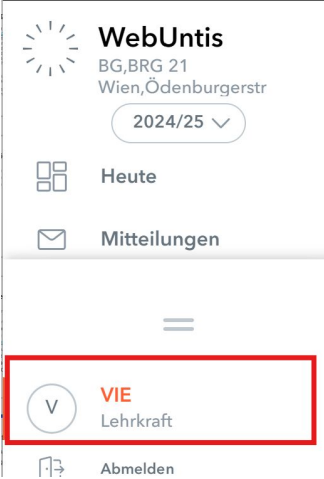 WebUntis
BG,BRG 21
Wien,Ödenburgerstr
2024/25
Heute
Mitteilungen
V
VIE
Lehrkraft
Abmelden